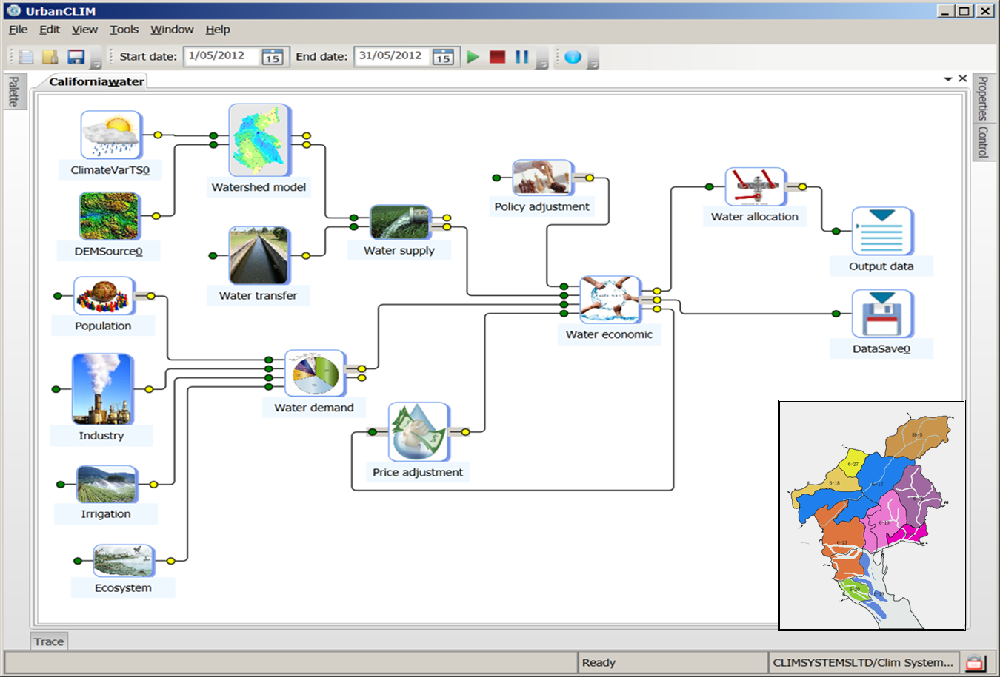 UrbanCLIM
File Edit View Tools Window Help
Start date: 1/05/2012 15 End date: 31/05/2012 15
Palette
Californiawater
Properties
Control
ClimateVarTS0
Watershed model
DEMSource0
Water transfer
Water supply
Policy adjustment
Water allocation
Output data
Population
Water economic
DataSave0
Industry
Water demand
Price adjustment
Irrigation
Ecosystem
6-27
6-18
6-17
6-13
6-23
6-20
6-19
Trace
Ready
CLIMSYSTEMSLTD/Clim System...